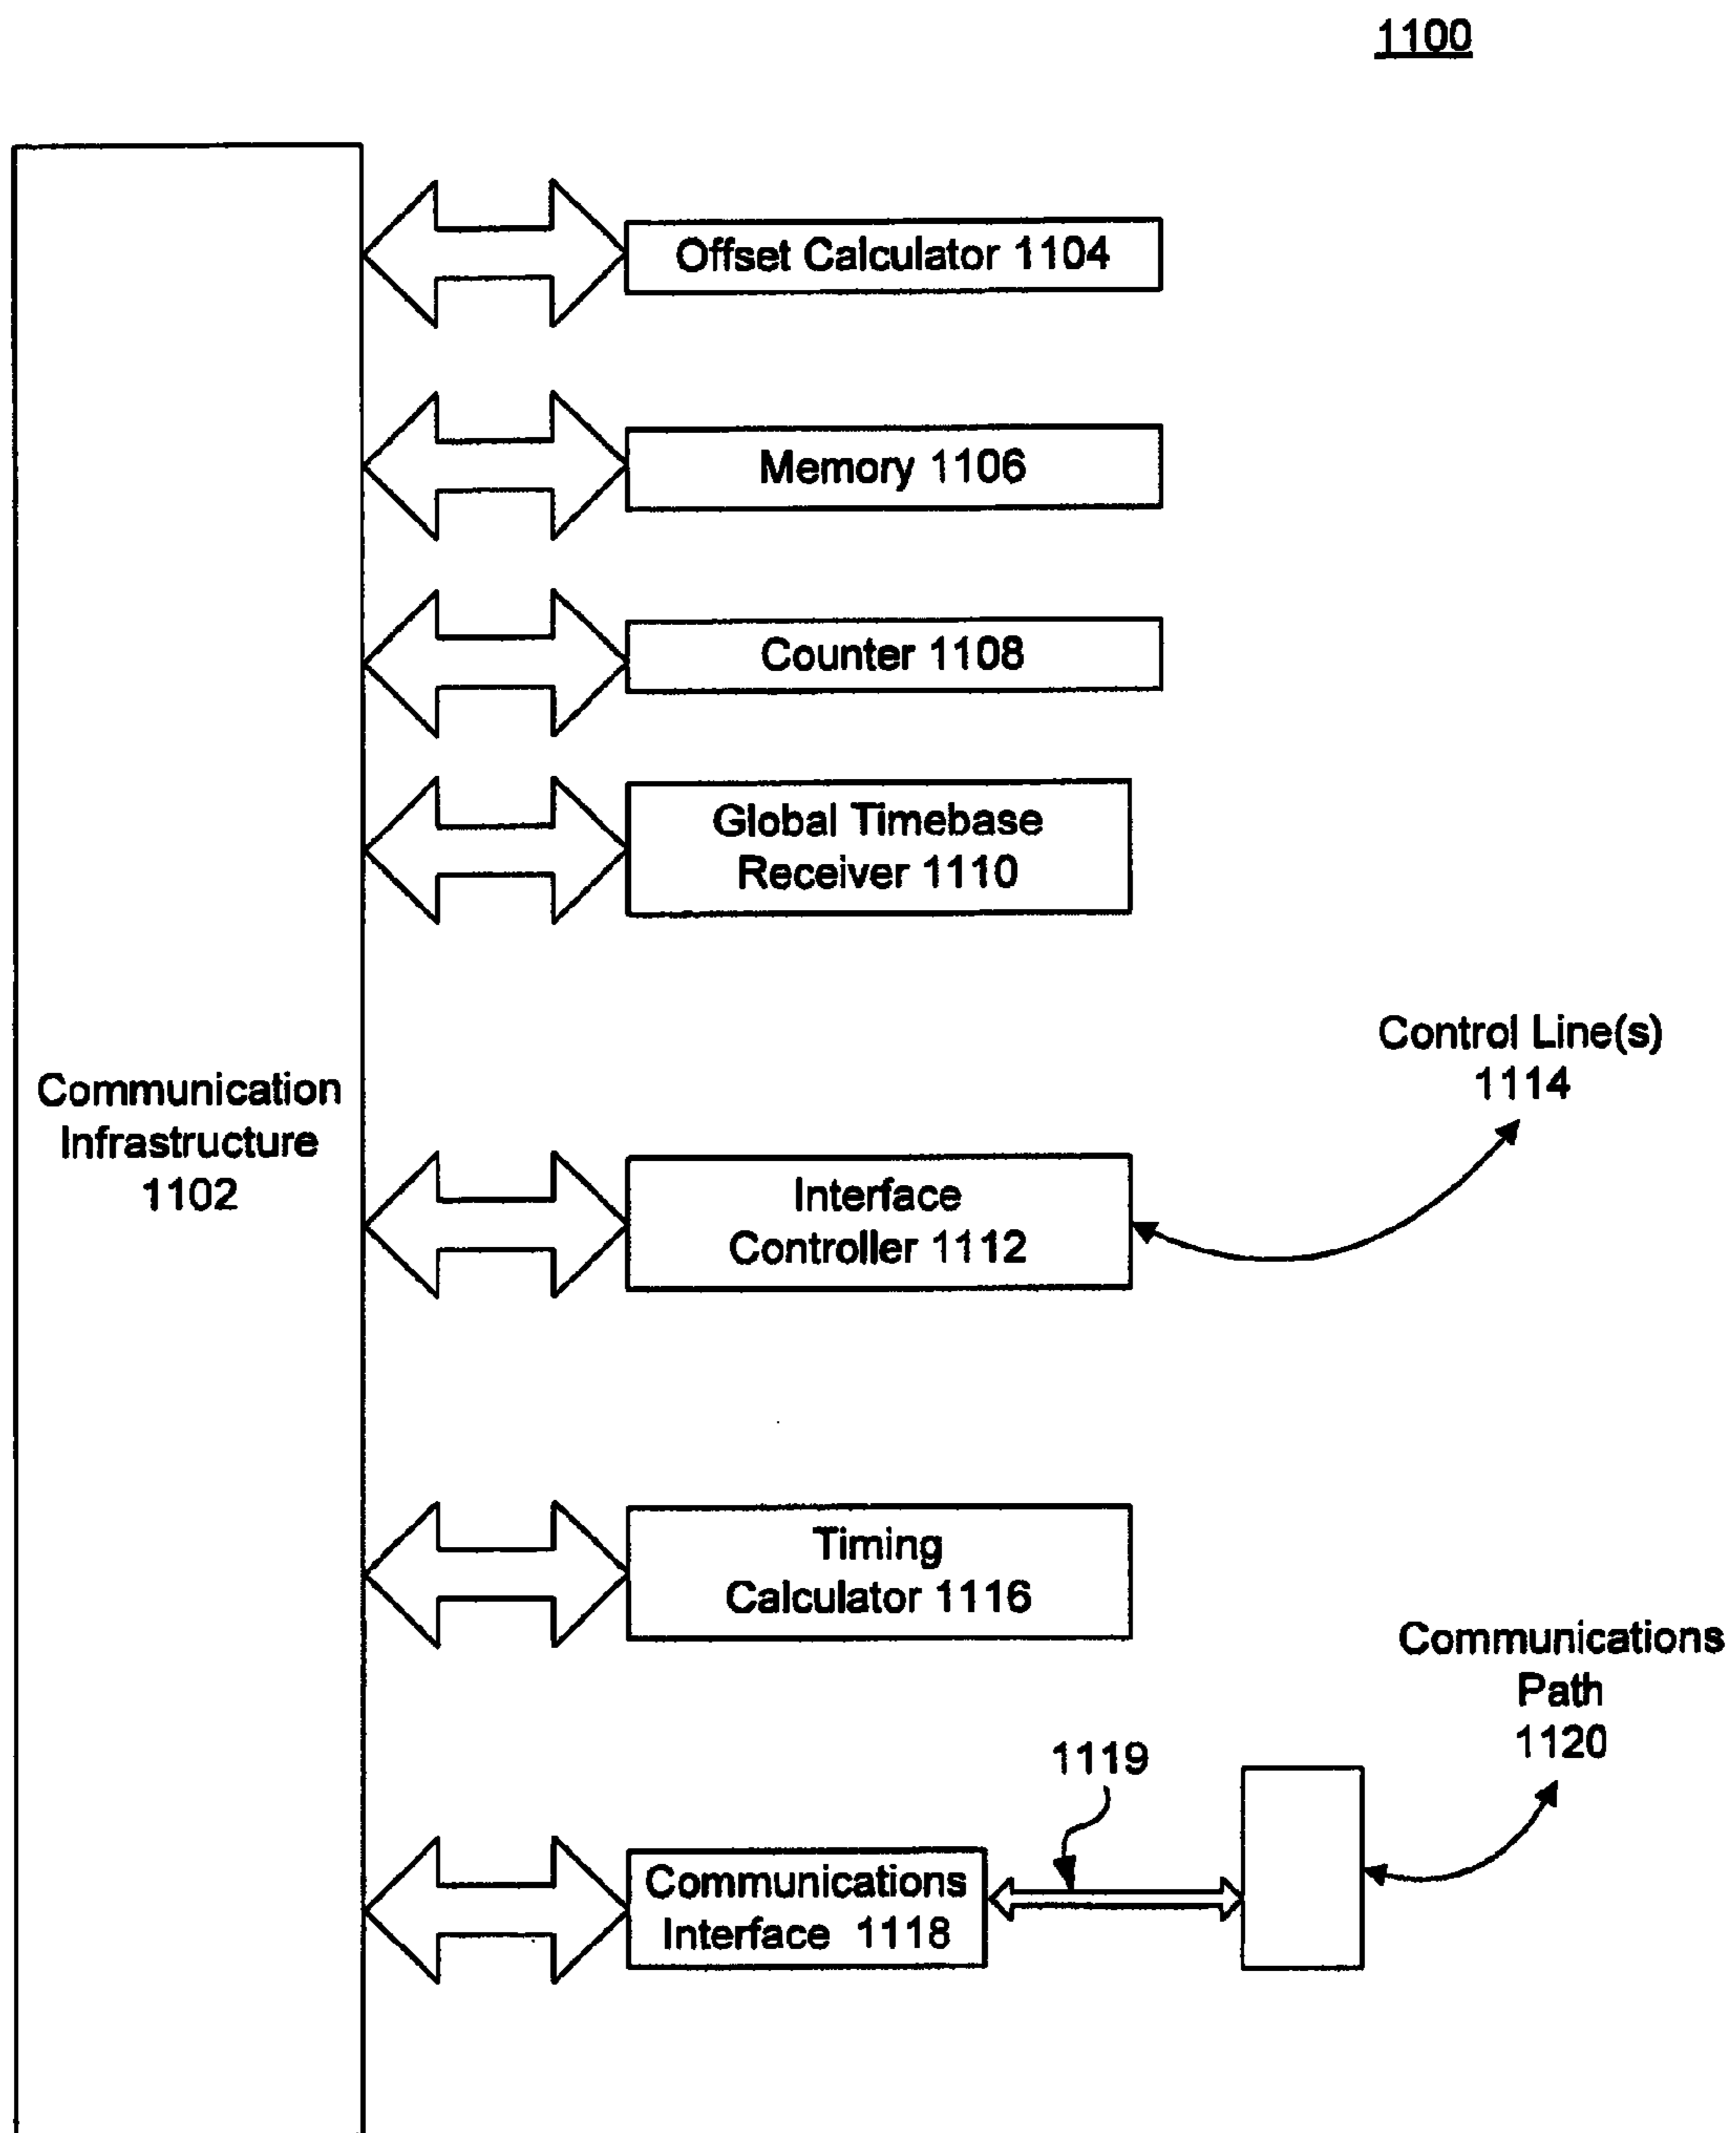 1100
Offset Calculator 1104
Memory 1106
Counter 1108
Global Timebase
Receiver 1110
Control Line(s)
1114
Communication
Infrastructure
1102
Interface
Controller 1112
Timing
Calculator 1116
Communications
Path
1120
1119
Communications
Interface 1118